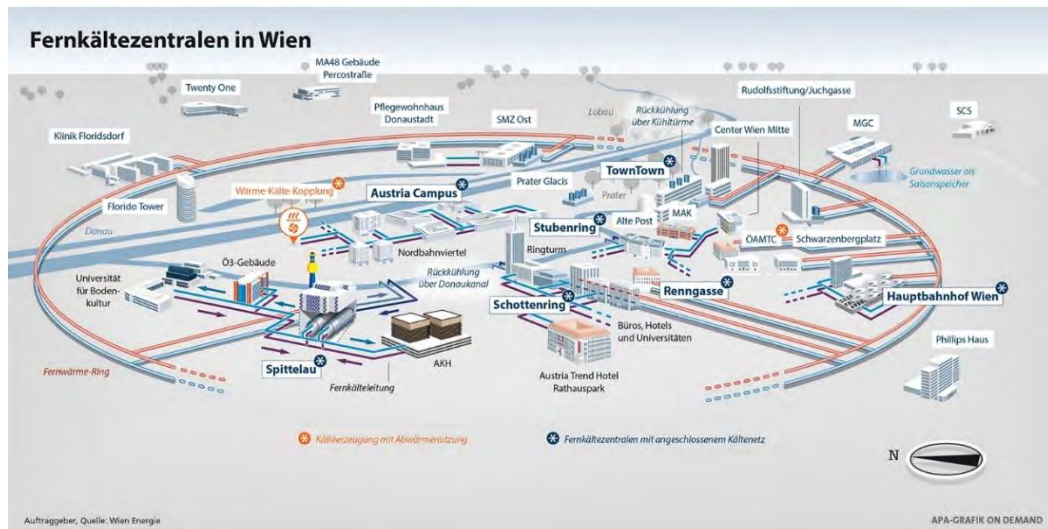 Fernkältezentralen in Wien
MA48 Gebäude
Percostraße
Twenty One
Klinik Floridsdorf
Pflegewohnhaus
Donaustadt
SMZ Ost
Lobau
Rückkühlung
über Kühltürme
Rudolfsstiftung/Juchgasse
Center Wien Mitte
MGC
SCS
Grundwasser als
Saisonspeicher
Wärme-Kälte-Kopplung
Austria Campus
Prater Glacis
TownTown
Prater
Florido Tower
Donau
Stubenring
Alte Post
MAK
ÖAMTC
Schwarzenbergplatz
Nordbahnviertel
Ringturm
Ö3-Gebäude
Universität
für Boden-
kultur
Rückkühlung
über Donaukanal
Schottenring
Renngasse
Hauptbahnhof Wien
Büros, Hotels
und Universitäten
Phillips Haus
Fernwärme-Ring
Spittelau
AKH
Fernkälteleitung
Austria Trend Hotel
Rathauspark
Kälteerzeugung mit Abwärmenutzung
Fernkältezentralen mit angeschlossenem Kältenetz
N
Auftraggeber, Quelle: Wien Energie
APA-GRAFIK ON DEMAND